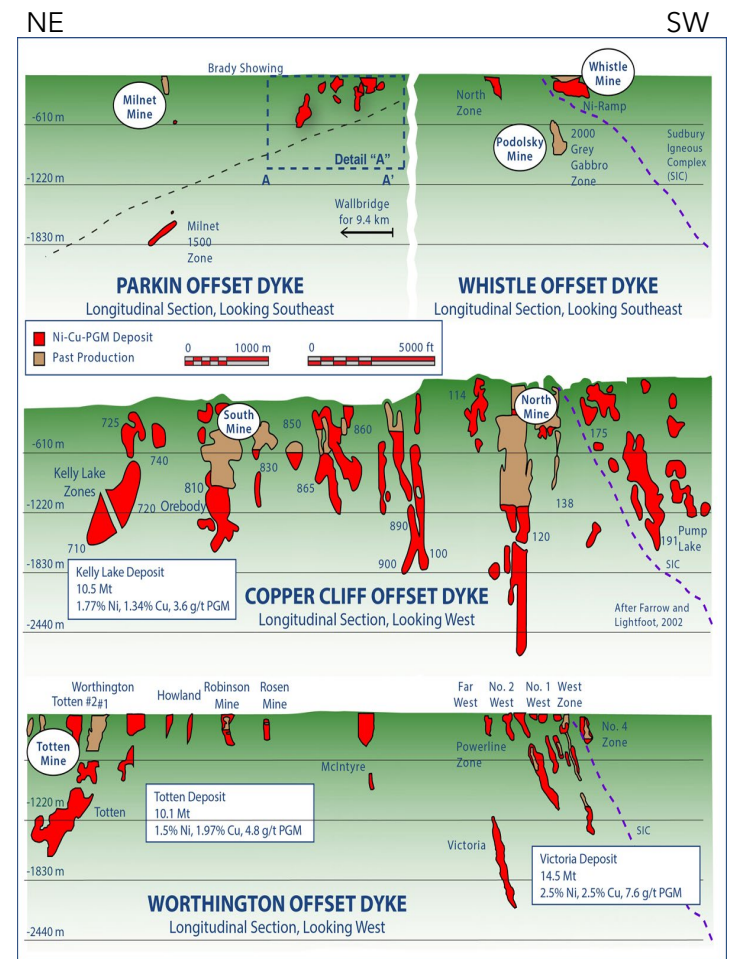 NE
SW
Brady Showing
Milnet
Mine
-610 m
Detail “A”
-1220 m
A
A’
Wallbridge
for 9.4 km
-1830 m
Milnet
1500
Zone
PARKIN OFFSET DYKE
Longitudinal Section, Looking Southeast
Whistle
Mine
North
Zone
Ni-Ramp
Podolsky
Mine
2000
Grey
Gabbro
Zone
Sudbury
Igneous
Complex
(SIC)
WHISTLE OFFSET DYKE
Longitudinal Section, Looking Southeast
Ni-Cu-PGM Deposit
Past Production
0 1000 m
0 5000 ft
725
South
Mine
850
860
114
North
Mine
175
-610 m
740
Kelly Lake
Zones
830
810
865
720
Orebody
138
-1220 m
710
890
120
191
Pump
Lake
900
100
-1830 m
SIC
Kelly Lake Deposit
10.5 Mt
1.77% Ni, 1.34% Cu, 3.6 g/t PGM
COPPER CLIFF OFFSET DYKE
Longitudinal Section, Looking West
After Farrow and
Lightfoot, 2002
-2440 m
Worthington
Totten #2 #1
Howland
Robinson
Mine
Rosen
Mine
Far
West
No. 2
West
No. 1
West
West
Zone
No. 4
Zone
Totten
Mine
McIntyre
Powerline
Zone
-1220 m
Totten
Totten Deposit
10.1 Mt
1.5% Ni, 1.97% Cu, 4.8 g/t PGM
Victoria
SIC
Victoria Deposit
14.5 Mt
2.5% Ni, 2.5% Cu, 7.6 g/t PGM
-1830 m
WORTHINGTON OFFSET DYKE
Longitudinal Section, Looking West
-2440 m